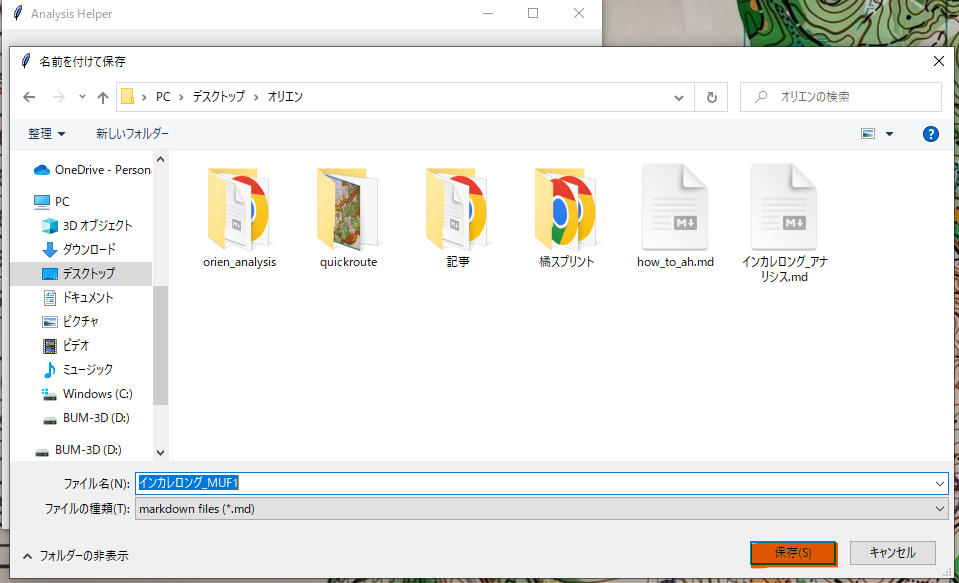 Analysis Helper
名前を付けて保存
PC
デスクトップ
オリエン
オリエンの検索
整理
新しいフォルダー
OneDrive - Person
PC
3D オブジェクト
ダウンロード
デスクトップ
ドキュメント
ピクチャ
ビデオ
ミュージック
Windows (C:)
BUM-3D (D:)
BUM-3D (D:)
orien_analysis
quickroute
記事
橘スプリント
how_to_ah.md
インカレロング_アナ
リシス.md
ファイル名(N):
インカレロング_MUF1
ファイルの種類(T):
markdown files (*.md)
フォルダーの非表示
保存(S)
キャンセル